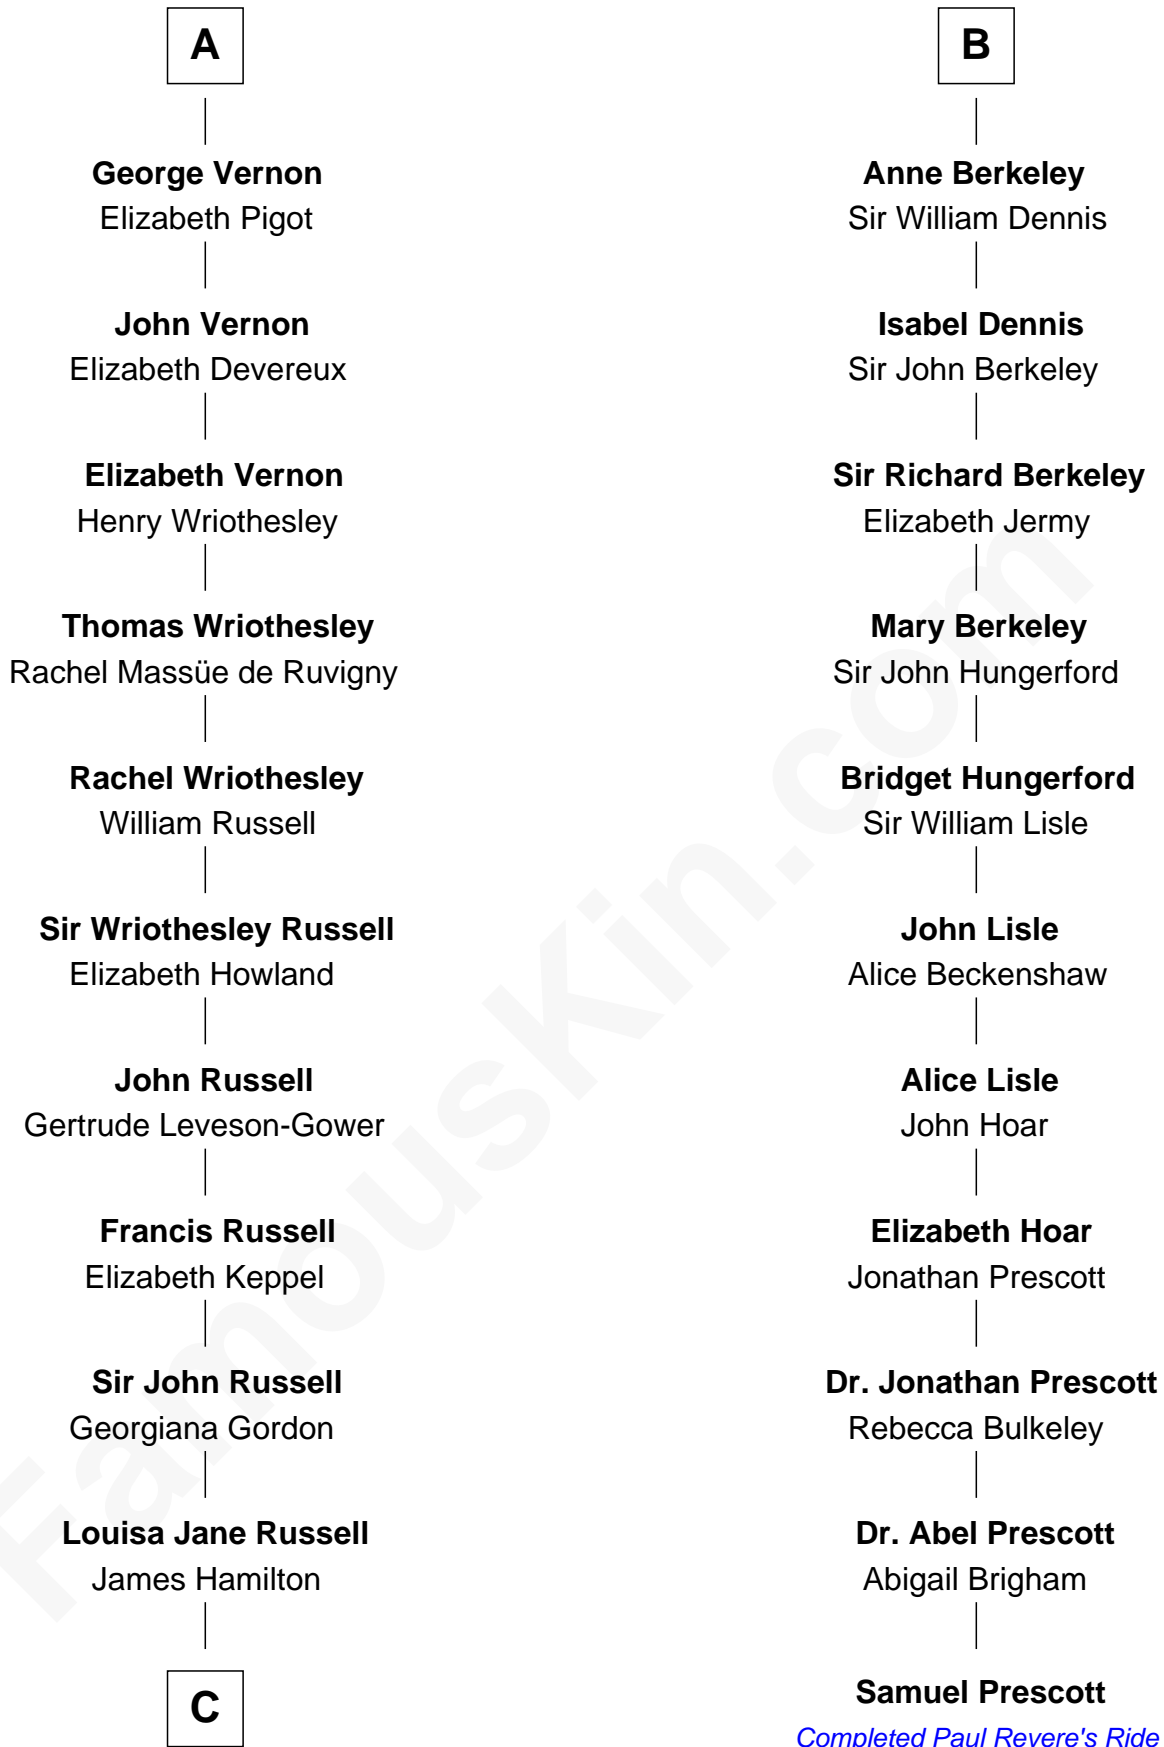 A
George Vernon
Elizabeth Pigot
John Vernon
Elizabeth Devereux
Elizabeth Vernon
Henry Wriothesley
Thomas Wriothesley
Rachel Massüe de Ruvigny
Rachel Wriothesley
William Russell
Sir Wriothesley Russell
Elizabeth Howland
John Russell
Gertrude Leveson-Gower
Francis Russell
Elizabeth Keppel
Sir John Russell
Georgiana Gordon
Louisa Jane Russell
James Hamilton
C
B
Anne Berkeley
Sir William Dennis
Isabel Dennis
Sir John Berkeley
Sir Richard Berkeley
Elizabeth Jermy
Mary Berkeley
Sir John Hungerford
Bridget Hungerford
Sir William Lisle
John Lisle
Alice Beckenshaw
Alice Lisle
John Hoar
Elizabeth Hoar
Jonathan Prescott
Dr. Jonathan Prescott
Rebecca Bulkeley
Dr. Abel Prescott
Abigail Brigham
Samuel Prescott
Completed Paul Revere's Ride
FamousKin.com